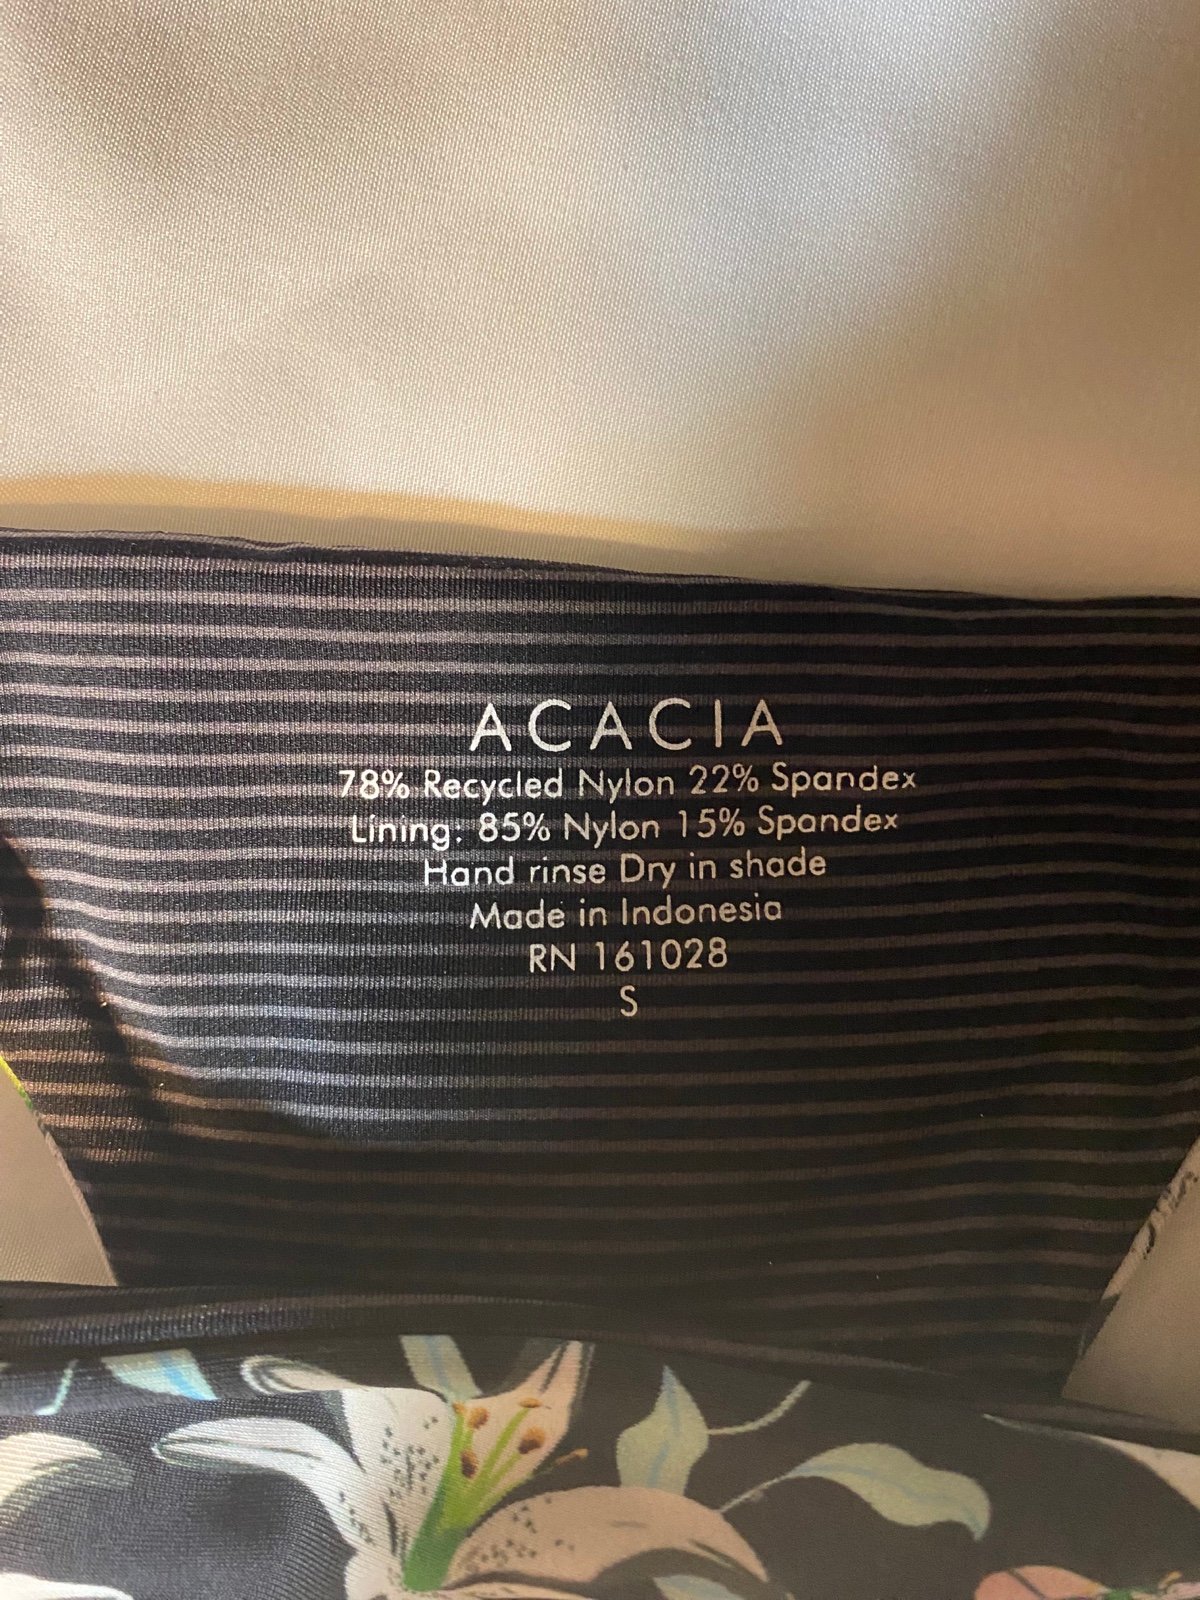 ACACIA
78% Recycled Nylon 22% Spandex
Lining: 85% Nylon 15% Spandex
Hand rinse Dry in shade
Made in Indonesia
RN 161028
S